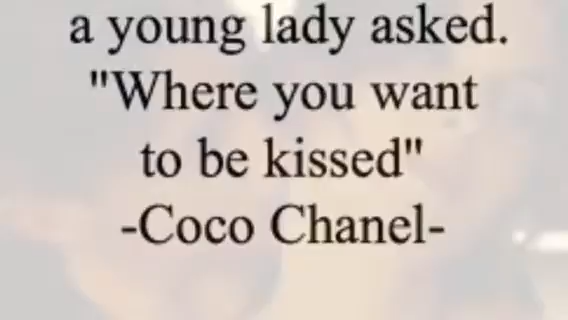 a young lady asked.
"Where you want
to be kissed"
-Coco Chanel-